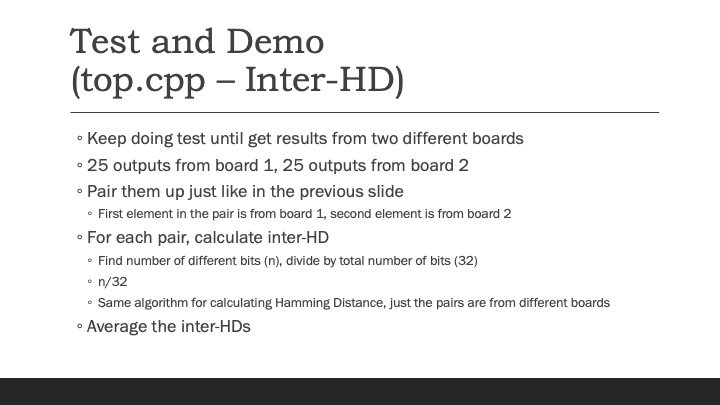 Test and Demo
(top.cpp – Inter-HD)
◦ Keep doing test until get results from two different boards
◦ 25 outputs from board 1, 25 outputs from board 2
◦ Pair them up just like in the previous slide
◦ First element in the pair is from board 1, second element is from board 2
◦ For each pair, calculate inter-HD
◦ Find number of different bits (n), divide by total number of bits (32)
◦ n/32
◦ Same algorithm for calculating Hamming Distance, just the pairs are from different boards
◦ Average the inter-HDs